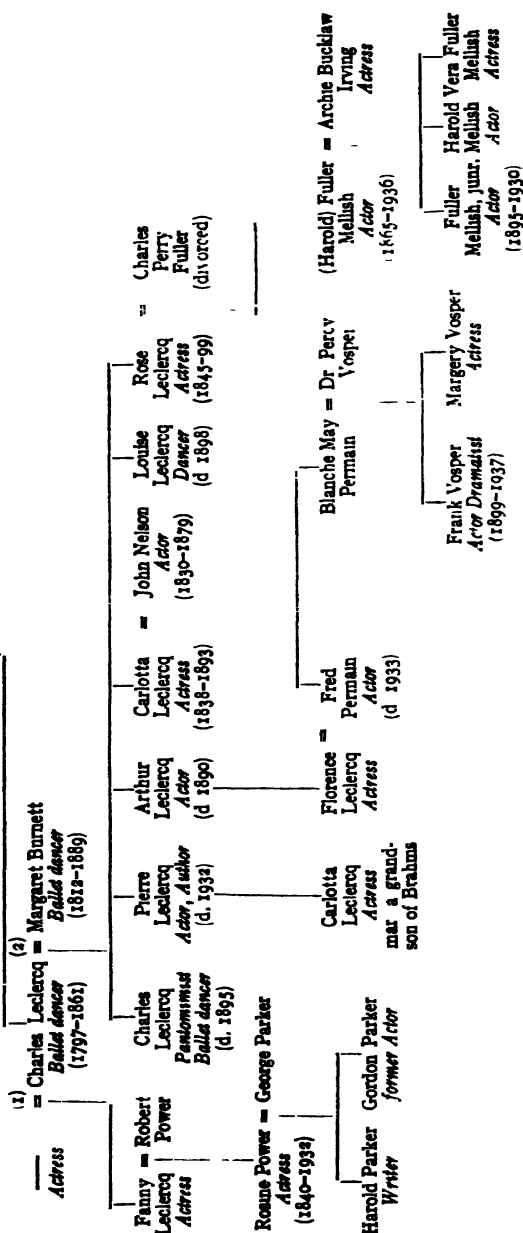 (1) (2)
—— = Charles Leclercq = Margaret Burnett
Actress Ballet dancer Ballet dancer
(1797-1861) (1812-1889)
Fanny = Robert
Leclercq Power
Actress
Charles
Leclercq
Pantomimist
Ballet dancer
(d. 1895)
Pierre
Leclercq
Actor, Author
(d. 1932)
Arthur
Leclercq
Actor
(d 1890)
Carlotta = John Nelson
Leclercq Actor
Actress (1830-1879)
(1838-1893)
Louise
Leclercq
Dancer
(d 1898)
Rose = Charles
Leclercq Perry
Actress Fuller
(1845-99) (divorced)
Rosine Power = George Parker
Actress
(1840-1932)
Carlotta
Leclercq
Actress
mar a grand-
son of Brahms
Florence = Fred
Leclercq Permain
Actress Actor
(d 1933)
Blanche May = Dr Percy
Permain Vosper
(Harold) Fuller = Archie Bucklaw
Mellish Irving
Actor Actress
(1865-1936)
Harold Parker Gordon Parker
Writer former Actor
Frank Vosper Margery Vosper
Actor Dramatist Actress
(1899-1937)
Fuller Harold Vera Fuller
Mellish, junr. Mellish Mellish
Actor Actor Actress
(1895-1930)